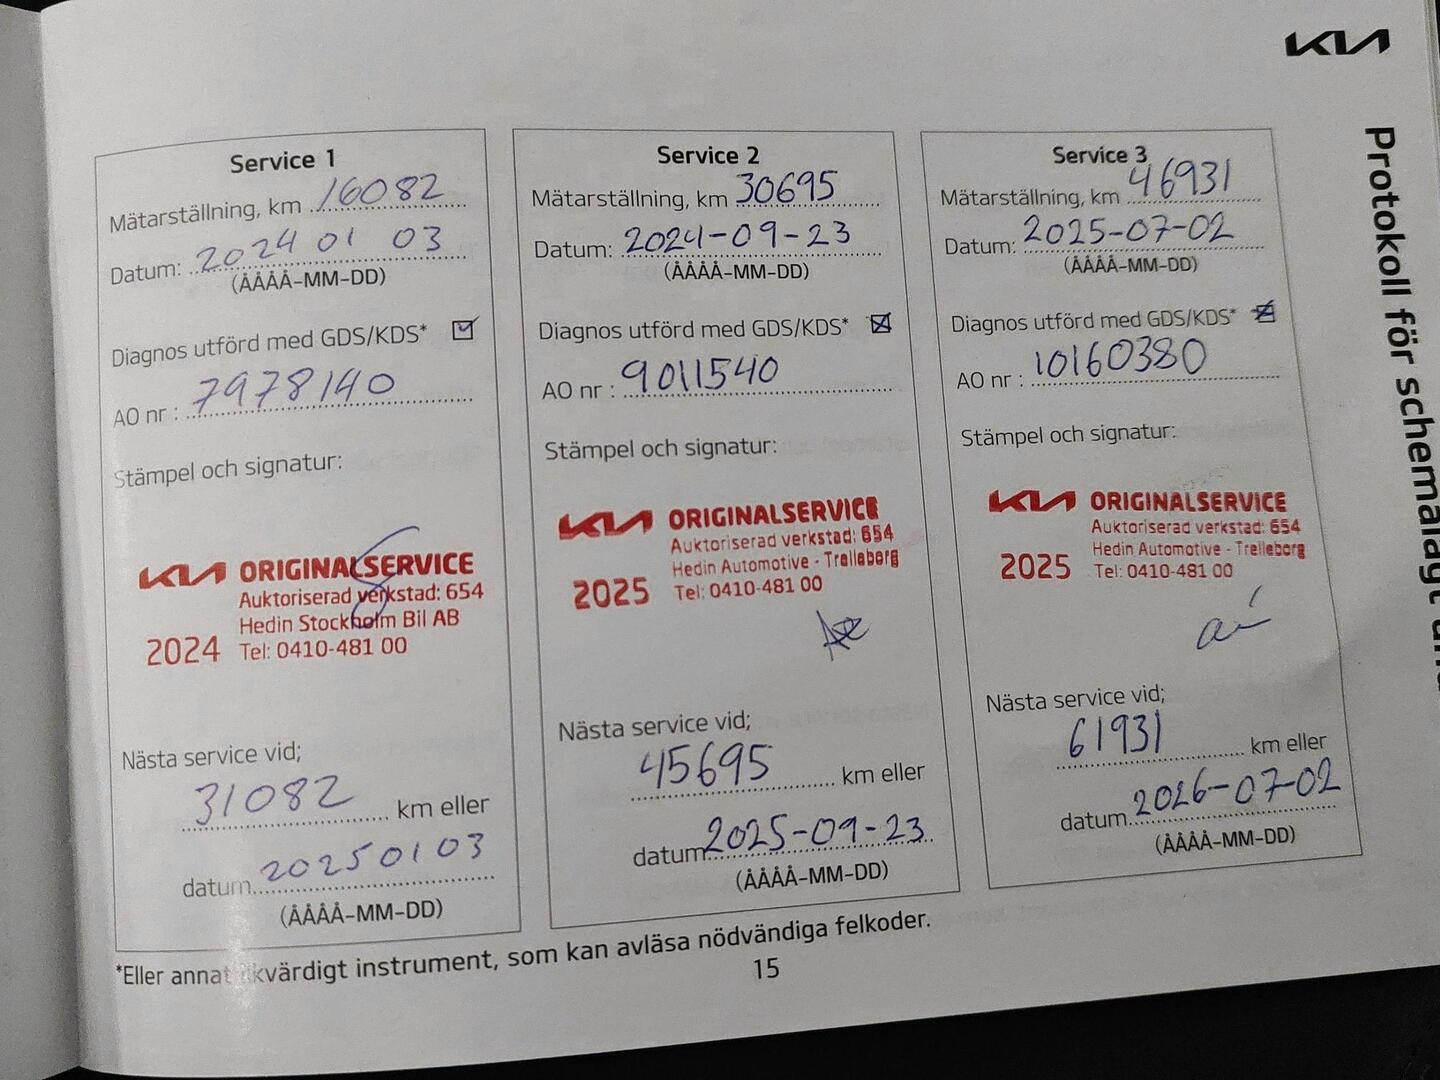 KIA
Protokoll för schemalagt
Service 1
Mätarställning, km 16082
Datum: 2024 01 03
(ÅÅÅÅ-MM-DD)
Diagnos utförd med GDS/KDS*
AO nr : 7978140
Stämpel och signatur:
KIA ORIGINALSERVICE
Auktoriserad verkstad: 654
Hedin Stockholm Bil AB
2024 Tel: 0410-481 00
Nästa service vid;
31082 km eller
datum 20250103
(ÅÅÅÅ-MM-DD)
Service 2
Mätarställning, km 30695
Datum: 2024-09-23
(ÅÅÅÅ-MM-DD)
Diagnos utförd med GDS/KDS*
AO nr : 9011540
Stämpel och signatur:
KIA ORIGINALSERVICE
Auktoriserad verkstad: 654
Hedin Automotive - Trelleborg
2025 Tel: 0410-481 00
Nästa service vid;
45695 km eller
datum 2025-09-23
(ÅÅÅÅ-MM-DD)
Service 3
Mätarställning, km 46931
Datum: 2025-07-02
(ÅÅÅÅ-MM-DD)
Diagnos utförd med GDS/KDS*
AO nr : 10160380
Stämpel och signatur:
KIA ORIGINALSERVICE
Auktoriserad verkstad: 654
Hedin Automotive - Trelleborg
2025 Tel: 0410-481 00
Nästa service vid;
61931 km eller
datum 2026-07-02
(ÅÅÅÅ-MM-DD)
*Eller annat likvärdigt instrument, som kan avläsa nödvändiga felkoder.
15